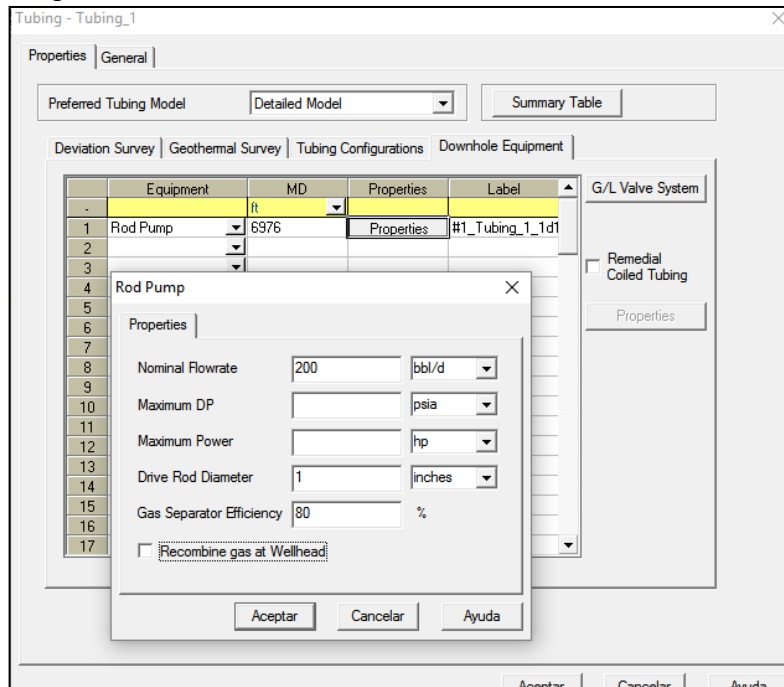 Tubing - Tubing_1
Properties General
Preferred Tubing Model Detailed Model Summary Table
Deviation Survey Geothermal Survey Tubing Configurations Downhole Equipment
Equipment MD Properties Label G/L Valve System
- ft
1 Rod Pump 6976 Properties #1_Tubing_1_1d1
2
3 Remedial
Coiled Tubing
4 Rod Pump
5 Properties
6 Properties
7
8 Nominal Flowrate 200 bbl/d
9
10 Maximum DP psia
11
12 Maximum Power hp
13
14 Drive Rod Diameter 1 inches
15
16 Gas Separator Efficiency 80 %
17 Recombine gas at Wellhead
Aceptar Cancelar Ayuda
Aceptar Cancelar Ayuda